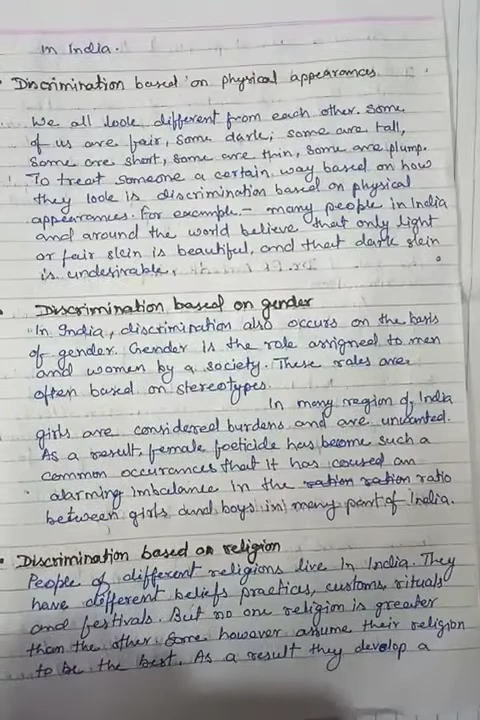 in India.
• Discrimination based on physical appearances
We all look different from each other. Some
of us are fair, some dark; some are tall,
some are short, some are thin, some are plump.
To treat someone a certain way based on how
they look is discrimination based on physical
appearances. For example:- many people in India
and around the world believe that only light
or fair skin is beautiful, and that dark skin
is undesirable.
• Discrimination based on gender
In India, discrimination also occurs on the basis
of gender. Gender is the role assigned to men
and women by a society. These roles are
often based on stereotypes.
In many region of India
girls are considered burdens and are unwanted.
As a result, female foeticide has become such a
common occurances that it has caused an
alarming imbalance in the ration ration ratio
between girls and boys in many part of India.
• Discrimination based on religion
People of different religions live in India. They
have different beliefs practices, customs, rituals
and festivals. But no one religion is greater
than the other. Some however assume their religion
to be the best. As a result they develop a